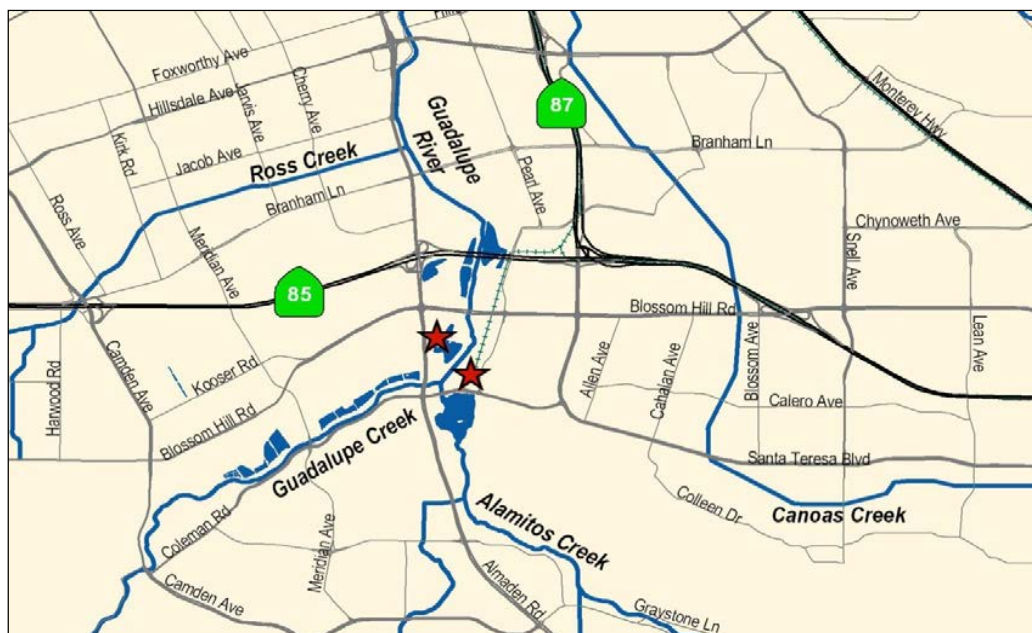 Foxworthy Ave
Hillsdale Ave
Jarvis Ave
Cherry Ave
Kirk Rd
Jacob Ave
Ross Creek
Guadalupe
River
87
Monterey Hwy
Branham Ln
Pearl Ave
Branham Ln
Ross Ave
Meridian Ave
Chynoweth Ave
Snell Ave
85
Blossom Hill Rd
Lean Ave
Harwood Rd
Camden Ave
Kooser Rd
Allen Ave
Cahalan Ave
Blossom Ave
Calero Ave
Blossom Hill Rd
Guadalupe Creek
Santa Teresa Blvd
Colleen Dr
Canoas Creek
Coleman Rd
Meridian Ave
Alamitos Creek
Almaden Rd
Camden Ave
Graystone Ln